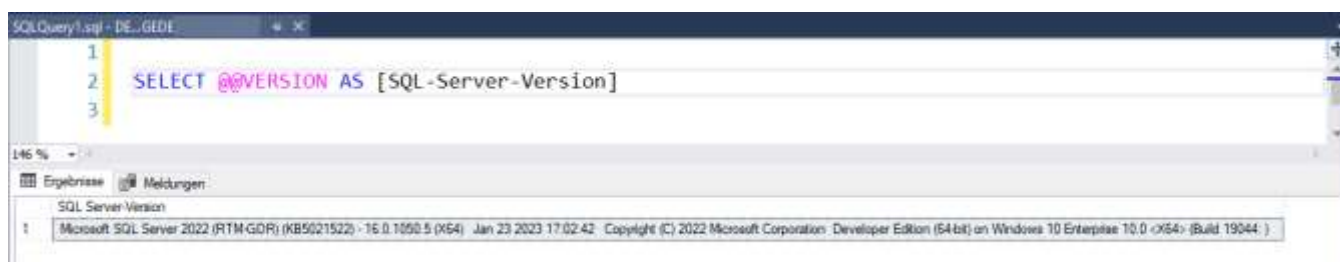 SQLQuery1.sql - DE...GEDE
1
2 SELECT @@VERSION AS [SQL-Server-Version]
3
146 %
Ergebnisse Meldungen
SQL Server-Version
1 Microsoft SQL Server 2022 (RTM-GDR) (KB5021522) - 16.0.1050.5 (X64) Jan 23 2023 17:02:42 Copyright (C) 2022 Microsoft Corporation Developer Edition (64-bit) on Windows 10 Enterprise 10.0 <X64> (Build 19044: )